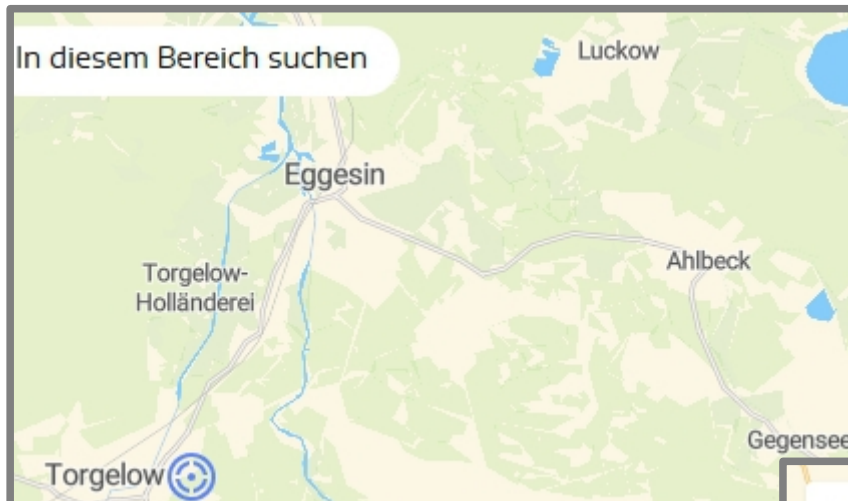 In diesem Bereich suchen
Luckow
Eggesin
Ahlbeck
Torgelow-
Holländerei
Gegensee
Torgelow